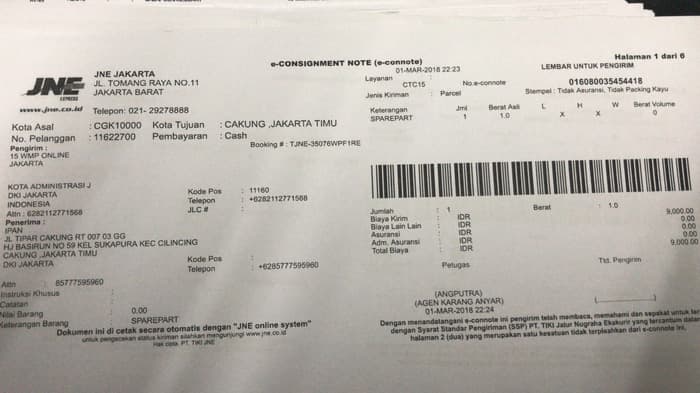 Halaman 1 dari 6
e-CONSIGNMENT NOTE (e-connote)
LEMBAR UNTUK PENGIRIM
JNE
EXPRESS
www.jne.co.id
JNE JAKARTA
JL. TOMANG RAYA NO.11
JAKARTA BARAT
Telepon: 021- 29278888
01-MAR-2018 22:23
Layanan : CTC15
No.e-connote : 016080035454418
Jenis Kiriman : Parcel
Stempel : Tidak Asuransi, Tidak Packing Kayu
Keterangan Jml Berat Asli L H W Berat Volume
SPAREPART 1 1.0 X X 0
Kota Asal : CGK10000 Kota Tujuan : CAKUNG ,JAKARTA TIMU
No. Pelanggan : 11622700 Pembayaran : Cash
Booking # : TJNE-35076WPF1RE
Pengirim :
15 WMP ONLINE
JAKARTA
KOTA ADMINISTRASI J
DKI JAKARTA
INDONESIA
Attn : 6282112771568
Kode Pos : 11160
Telepon : +6282112771568
JLC # :
Penerima :
IPAN
JL TIPAR CAKUNG RT 007 03 GG
HJ BASIRUN NO 59 KEL SUKAPURA KEC CILINCING
CAKUNG ,JAKARTA TIMU
DKI JAKARTA
Kode Pos :
Telepon : +6285777595960
Attn : 85777595960
Instruksi Khusus :
Catatan :
Nilai Barang : 0.00
Keterangan Barang : SPAREPART
Jumlah : 1 Berat : 1.0
Biaya Kirim : IDR 9,000.00
Biaya Lain Lain : IDR 0.00
Asuransi : IDR 0.00
Adm. Asuransi : IDR 0.00
Total Biaya : IDR 9,000.00
Petugas Ttd. Pengirim
(ANGPUTRA)
(AGEN KARANG ANYAR)
01-MAR-2018 22:24
Dokumen ini di cetak secara otomatis dengan "JNE online system"
untuk pengecekan status kiriman silahkan mengunjungi www.jne.co.id
Hak cipta. PT. TIKI JNE
Dengan menandatangani e-connote ini pengirim telah membaca, memahami dan sepakat untuk
dengan Syarat Standar Pengiriman (SSP) PT. TIKI Jalur Nugraha Ekakurir yang tercantum
halaman 2 (dua) yang merupakan satu kesatuan tidak terpisahkan dari e-connote ini.